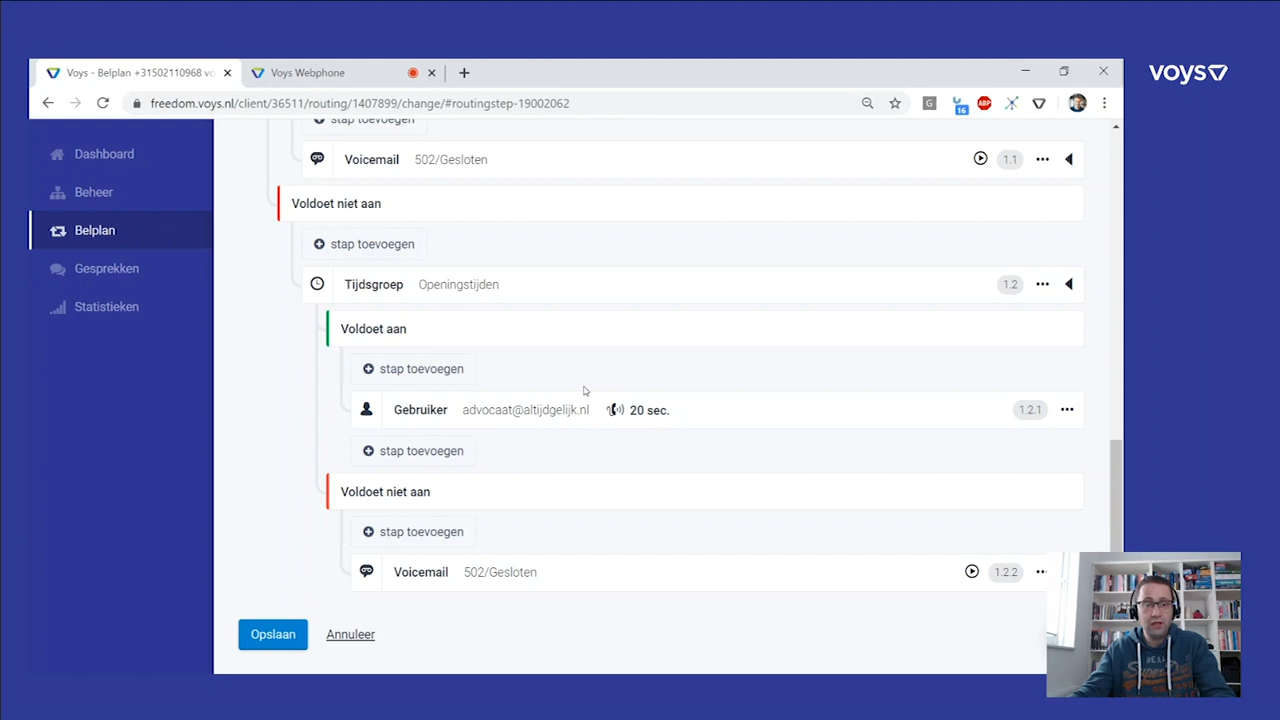 voys
Voys - Belplan +31502110968 vo
Voys Webphone
freedom.voys.nl/client/36511/routing/1407899/change/#routingstep-19002062
G
16
ABP
Dashboard
Beheer
Belplan
Gesprekken
Statistieken
stap toevoegen
Voicemail 502/Gesloten 1.1
Voldoet niet aan
stap toevoegen
Tijdsgroep Openingstijden 1.2
Voldoet aan
stap toevoegen
Gebruiker advocaat@altijdgelijk.nl 20 sec. 1.2.1
stap toevoegen
Voldoet niet aan
stap toevoegen
Voicemail 502/Gesloten 1.2.2
Opslaan Annuleer